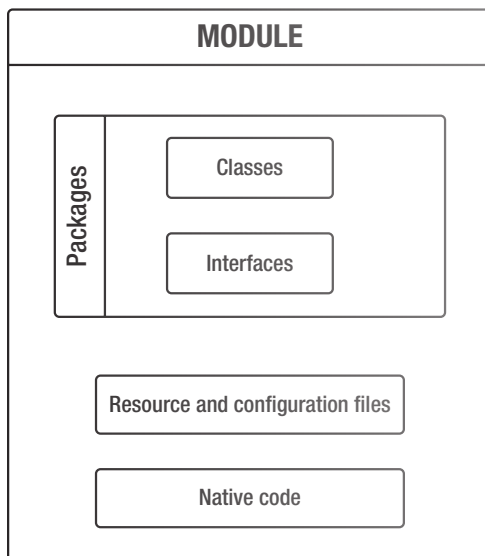 MODULE
Packages
Classes
Interfaces
Resource and configuration files
Native code